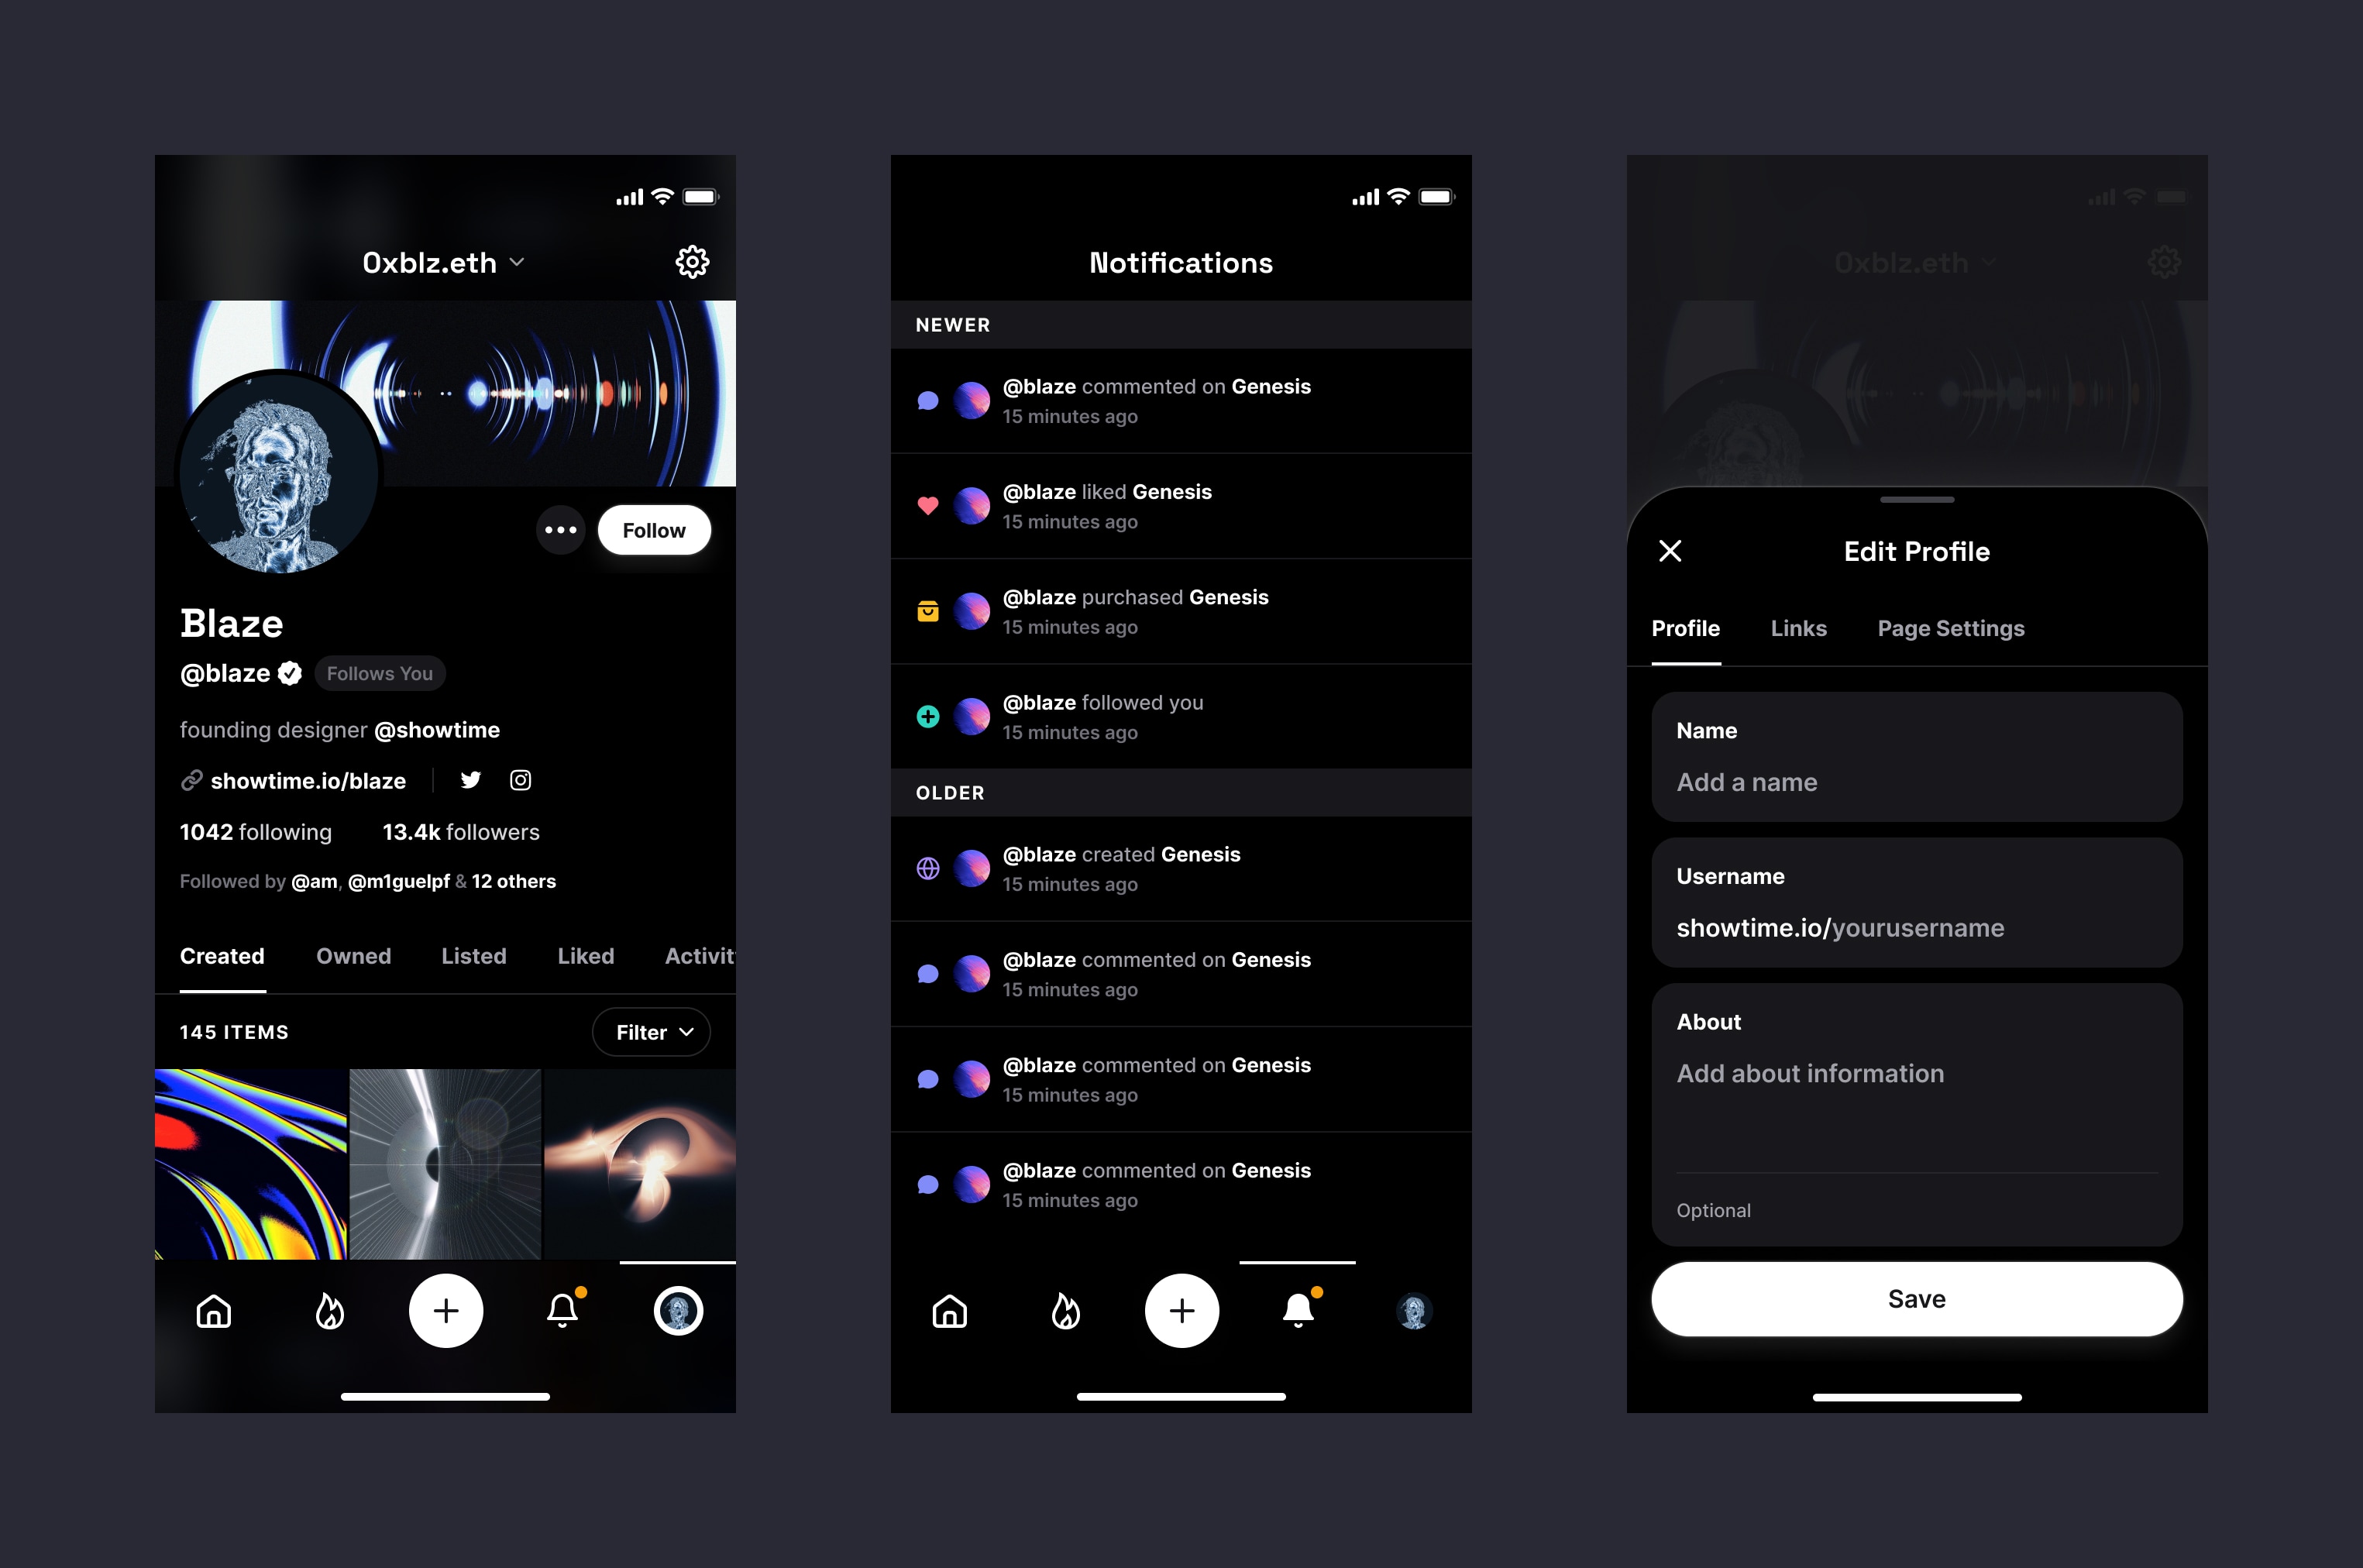 0xblz.eth
Follow
Blaze
@blaze Follows You
founding designer @showtime
showtime.io/blaze
1042 following 13.4k followers
Followed by @am, @m1guelpf & 12 others
Created Owned Listed Liked Activit
145 ITEMS Filter
Notifications
NEWER
@blaze commented on Genesis
15 minutes ago
@blaze liked Genesis
15 minutes ago
@blaze purchased Genesis
15 minutes ago
@blaze followed you
15 minutes ago
OLDER
@blaze created Genesis
15 minutes ago
@blaze commented on Genesis
15 minutes ago
@blaze commented on Genesis
15 minutes ago
@blaze commented on Genesis
15 minutes ago
0xblz.eth
Edit Profile
Profile Links Page Settings
Name
Add a name
Username
showtime.io/yourusername
About
Add about information
Optional
Save